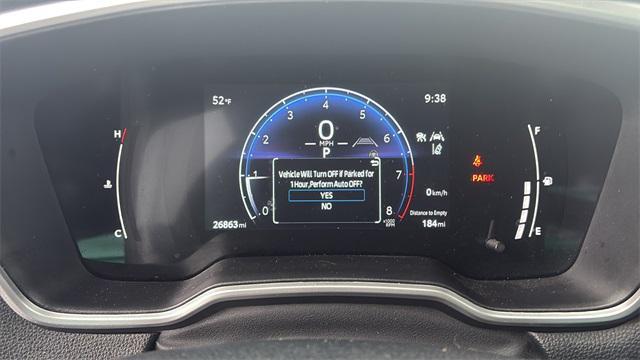 52°F
9:38
H
C
1
2
3
4
5
6
7
8
0
0
MPH
P
Vehicle Will Turn OFF if Parked for
1 Hour,Perform Auto OFF?
YES
NO
x1000
RPM
0 km/h
Distance to Empty
184 mi
26863 mi
PARK
F
E